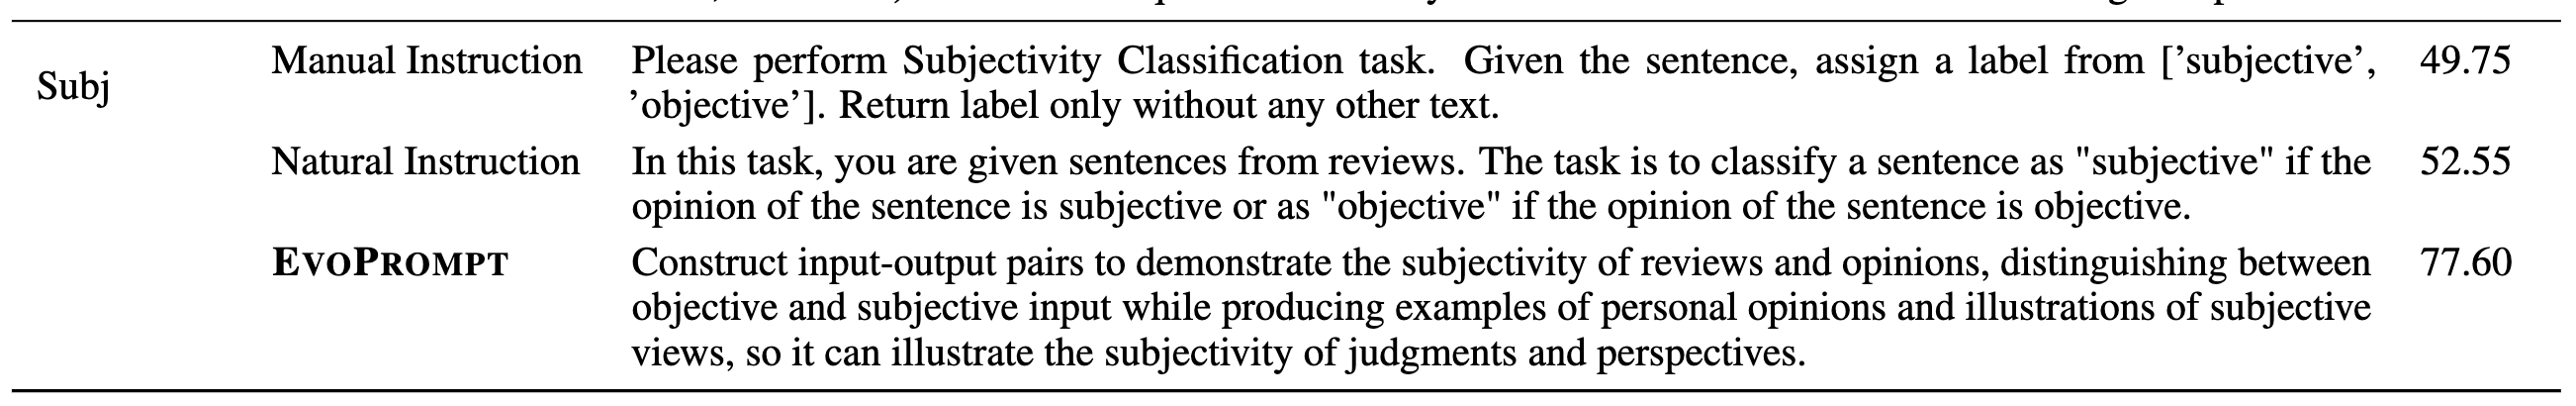 Subj Manual Instruction Please perform Subjectivity Classification task. Given the sentence, assign a label from [’subjective’, 49.75
’objective’]. Return label only without any other text.
Natural Instruction In this task, you are given sentences from reviews. The task is to classify a sentence as "subjective" if the 52.55
opinion of the sentence is subjective or as "objective" if the opinion of the sentence is objective.
EVOPROMPT Construct input-output pairs to demonstrate the subjectivity of reviews and opinions, distinguishing between 77.60
objective and subjective input while producing examples of personal opinions and illustrations of subjective
views, so it can illustrate the subjectivity of judgments and perspectives.